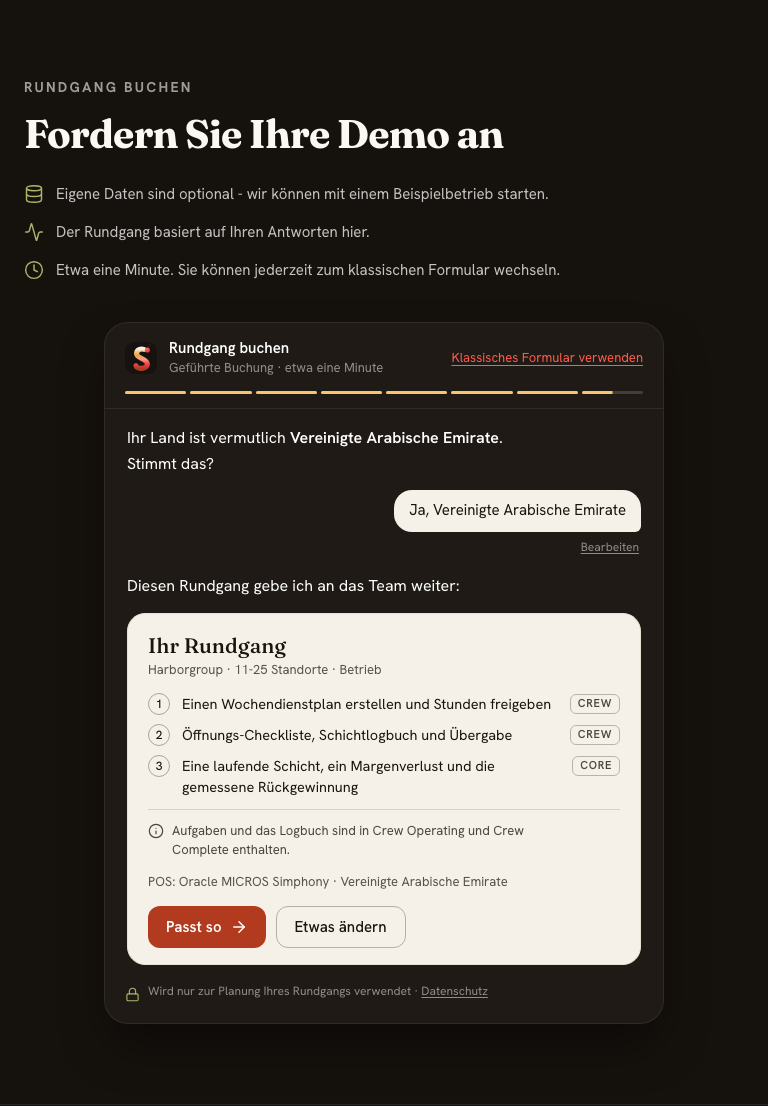 RUNDGANG BUCHEN
Fordern Sie Ihre Demo an
Eigene Daten sind optional - wir können mit einem Beispielbetrieb starten.
Der Rundgang basiert auf Ihren Antworten hier.
Etwa eine Minute. Sie können jederzeit zum klassischen Formular wechseln.
Rundgang buchen
Geführte Buchung · etwa eine Minute
Klassisches Formular verwenden
Ihr Land ist vermutlich Vereinigte Arabische Emirate.
Stimmt das?
Ja, Vereinigte Arabische Emirate
Bearbeiten
Diesen Rundgang gebe ich an das Team weiter:
Ihr Rundgang
Harborgroup · 11-25 Standorte · Betrieb
1 Einen Wochendienstplan erstellen und Stunden freigeben CREW
2 Öffnungs-Checkliste, Schichtlogbuch und Übergabe CREW
3 Eine laufende Schicht, ein Margenverlust und die CORE
gemessene Rückgewinnung
Aufgaben und das Logbuch sind in Crew Operating und Crew
Complete enthalten.
POS: Oracle MICROS Simphony · Vereinigte Arabische Emirate
Passt so
Etwas ändern
Wird nur zur Planung Ihres Rundgangs verwendet · Datenschutz